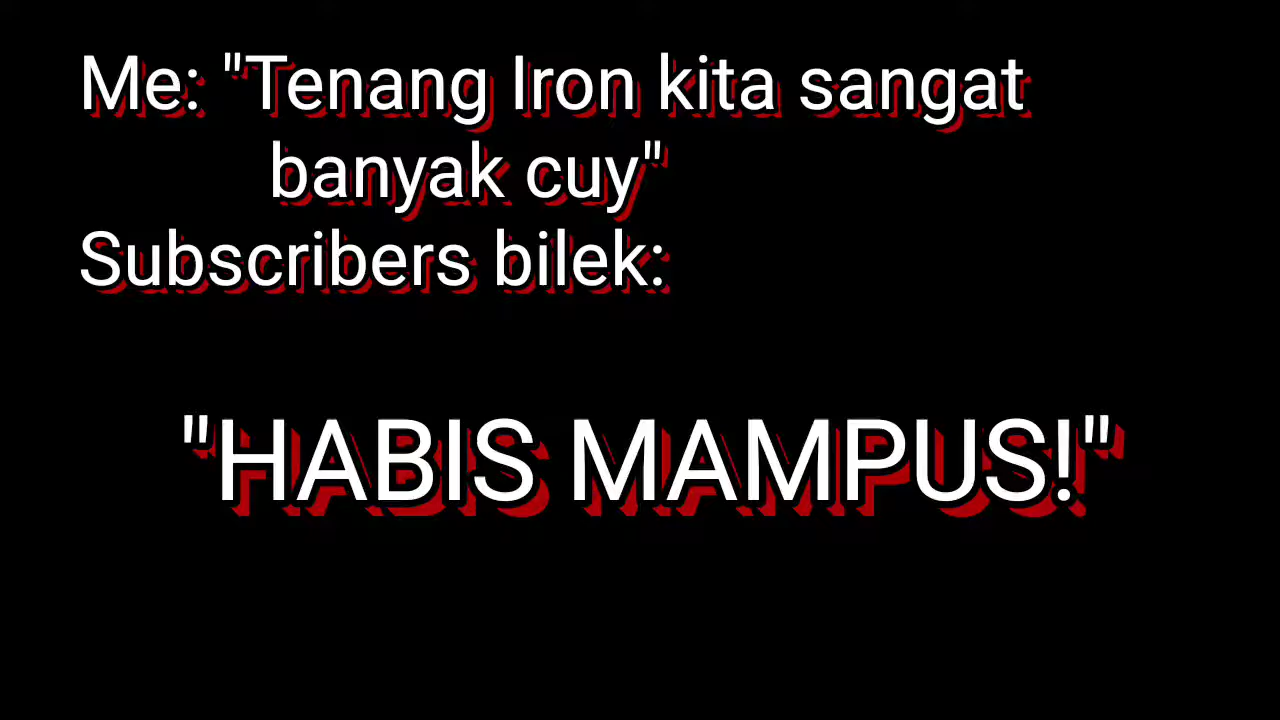 Me: "Tenang Iron kita sangat
banyak cuy"
Subscribers bilek:
"HABIS MAMPUS!"